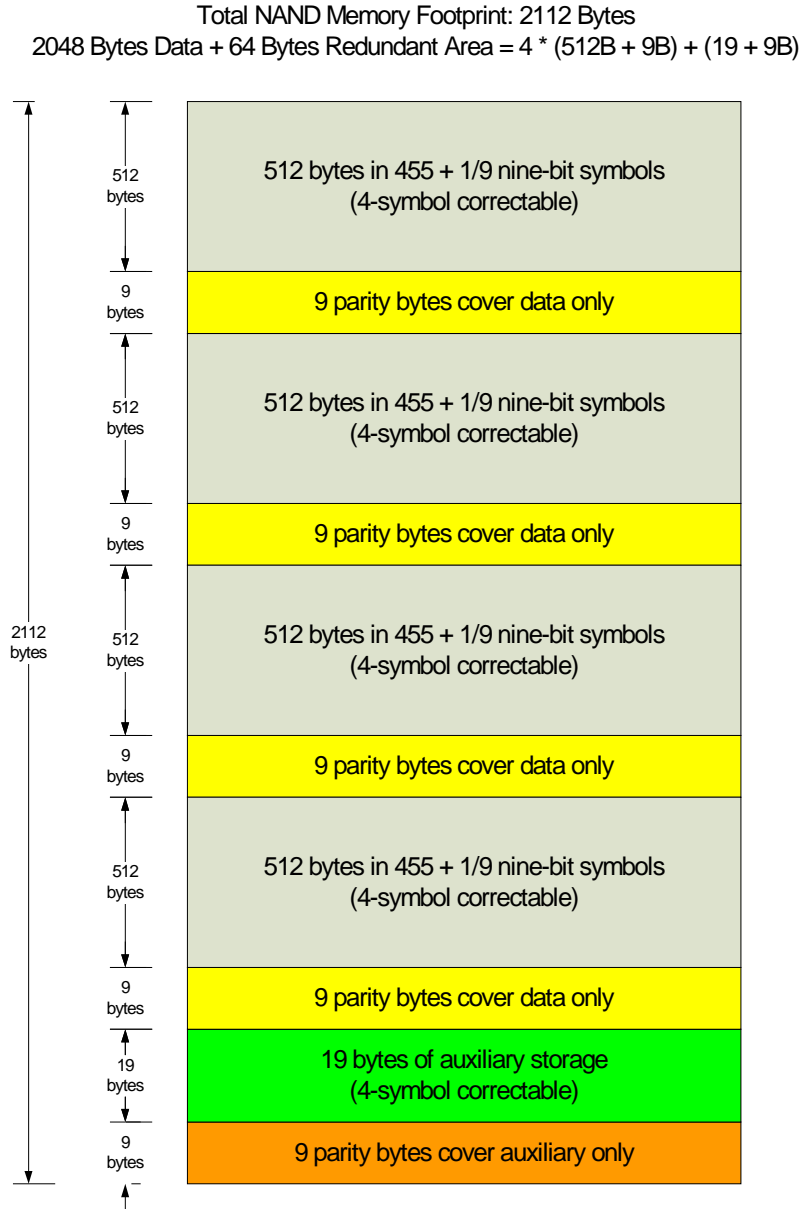 Total NAND Memory Footprint: 2112 Bytes
2048 Bytes Data + 64 Bytes Redundant Area = 4 * (512B + 9B) + (19 + 9B)
512
bytes
512 bytes in 455 + 1/9 nine-bit symbols
(4-symbol correctable)
9
bytes
9 parity bytes cover data only
512
bytes
512 bytes in 455 + 1/9 nine-bit symbols
(4-symbol correctable)
9
bytes
9 parity bytes cover data only
2112
bytes
512
bytes
512 bytes in 455 + 1/9 nine-bit symbols
(4-symbol correctable)
9
bytes
9 parity bytes cover data only
512
bytes
512 bytes in 455 + 1/9 nine-bit symbols
(4-symbol correctable)
9
bytes
9 parity bytes cover data only
19
bytes
19 bytes of auxiliary storage
(4-symbol correctable)
9
bytes
9 parity bytes cover auxiliary only